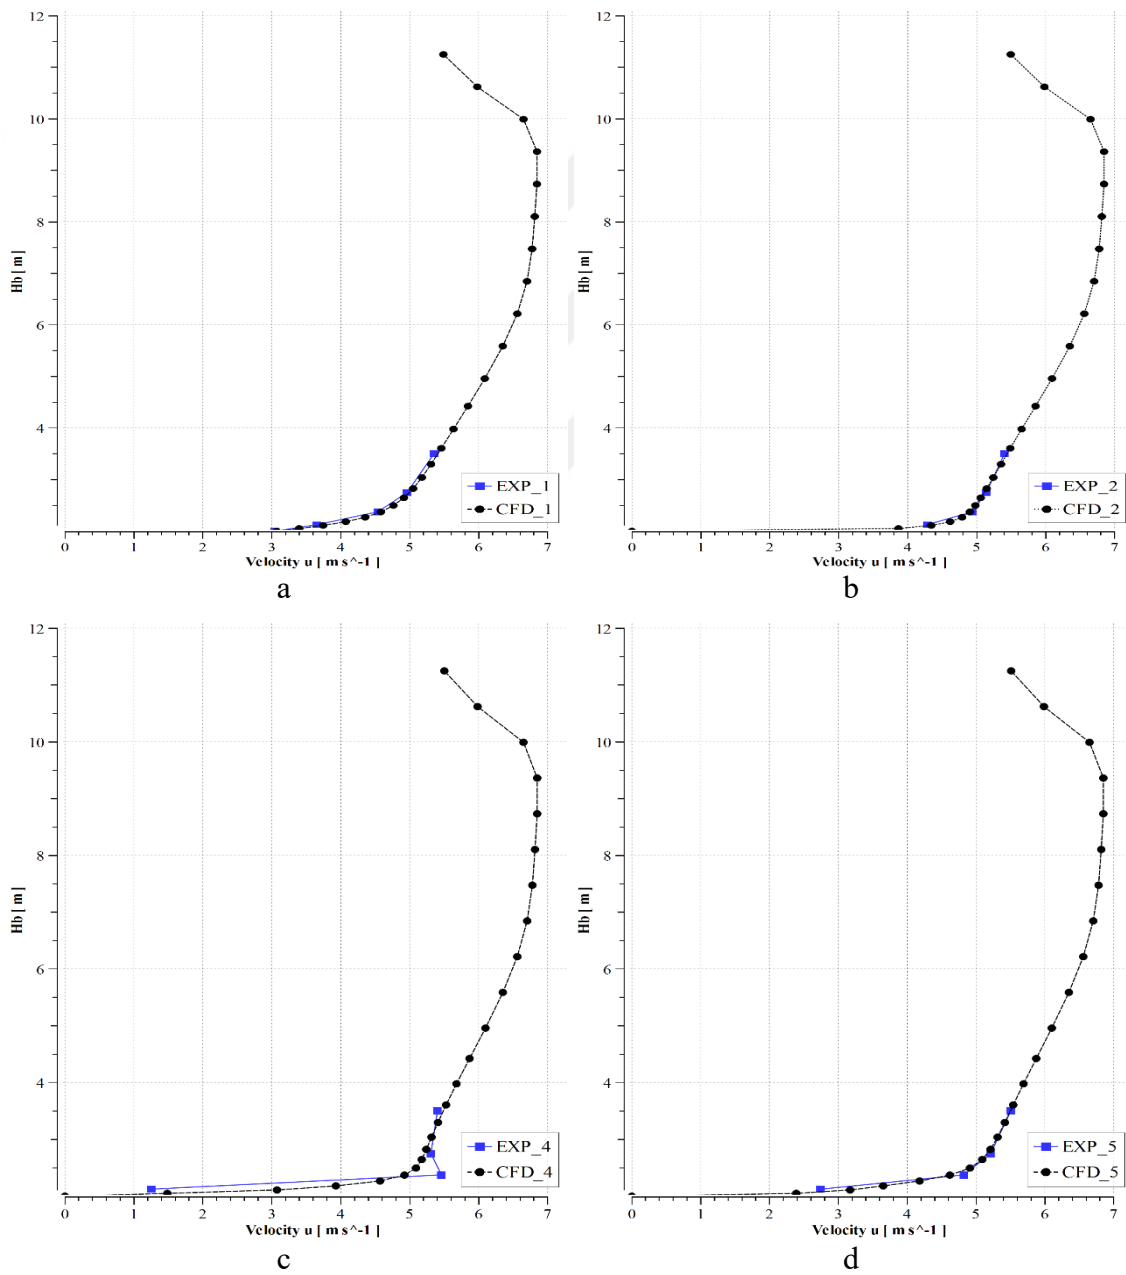 12
10
8
6
4
Hb [ m ]
EXP_1
CFD_1
0 1 2 3 4 5 6 7
Velocity u [ m s^-1 ]
a
12
10
8
6
4
Hb [ m ]
EXP_2
CFD_2
0 1 2 3 4 5 6 7
Velocity u [ m s^-1 ]
b
12
10
8
6
4
Hb [ m ]
EXP_4
CFD_4
0 1 2 3 4 5 6 7
Velocity u [ m s^-1 ]
c
12
10
8
6
4
Hb [ m ]
EXP_5
CFD_5
0 1 2 3 4 5 6 7
Velocity u [ m s^-1 ]
d